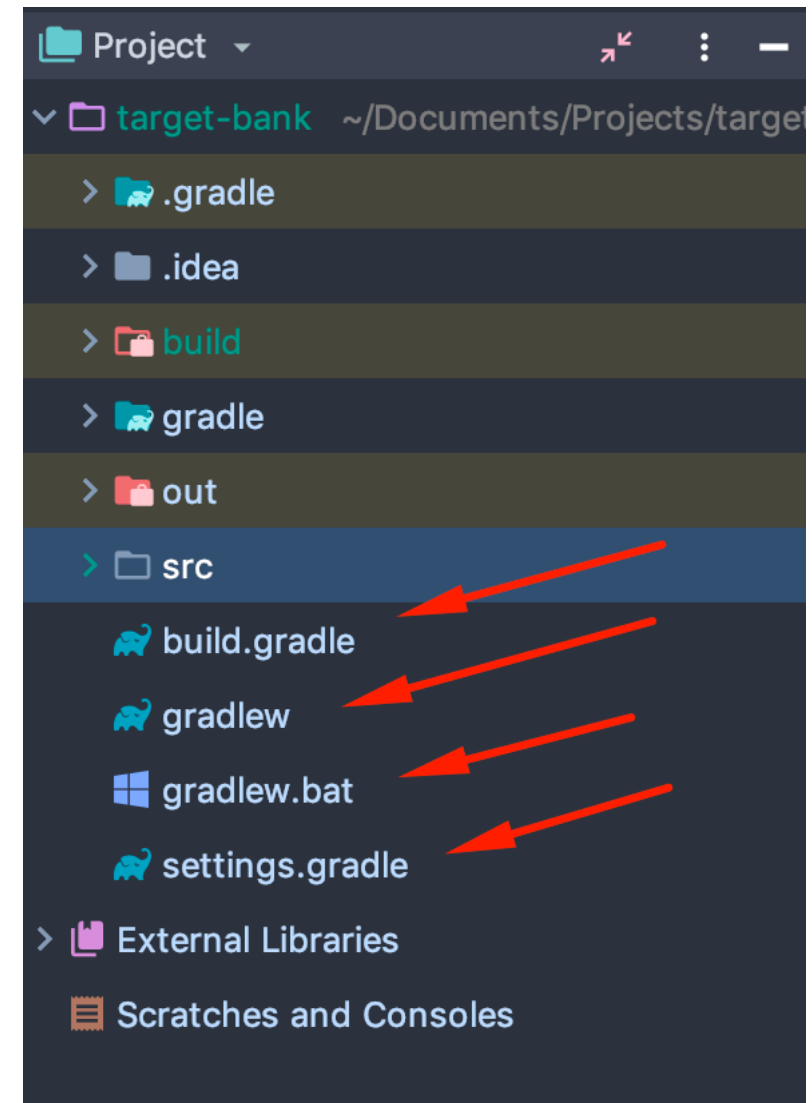 Project
target-bank ~/Documents/Projects/target
.gradle
.idea
build
gradle
out
src
build.gradle
gradlew
gradlew.bat
settings.gradle
External Libraries
Scratches and Consoles